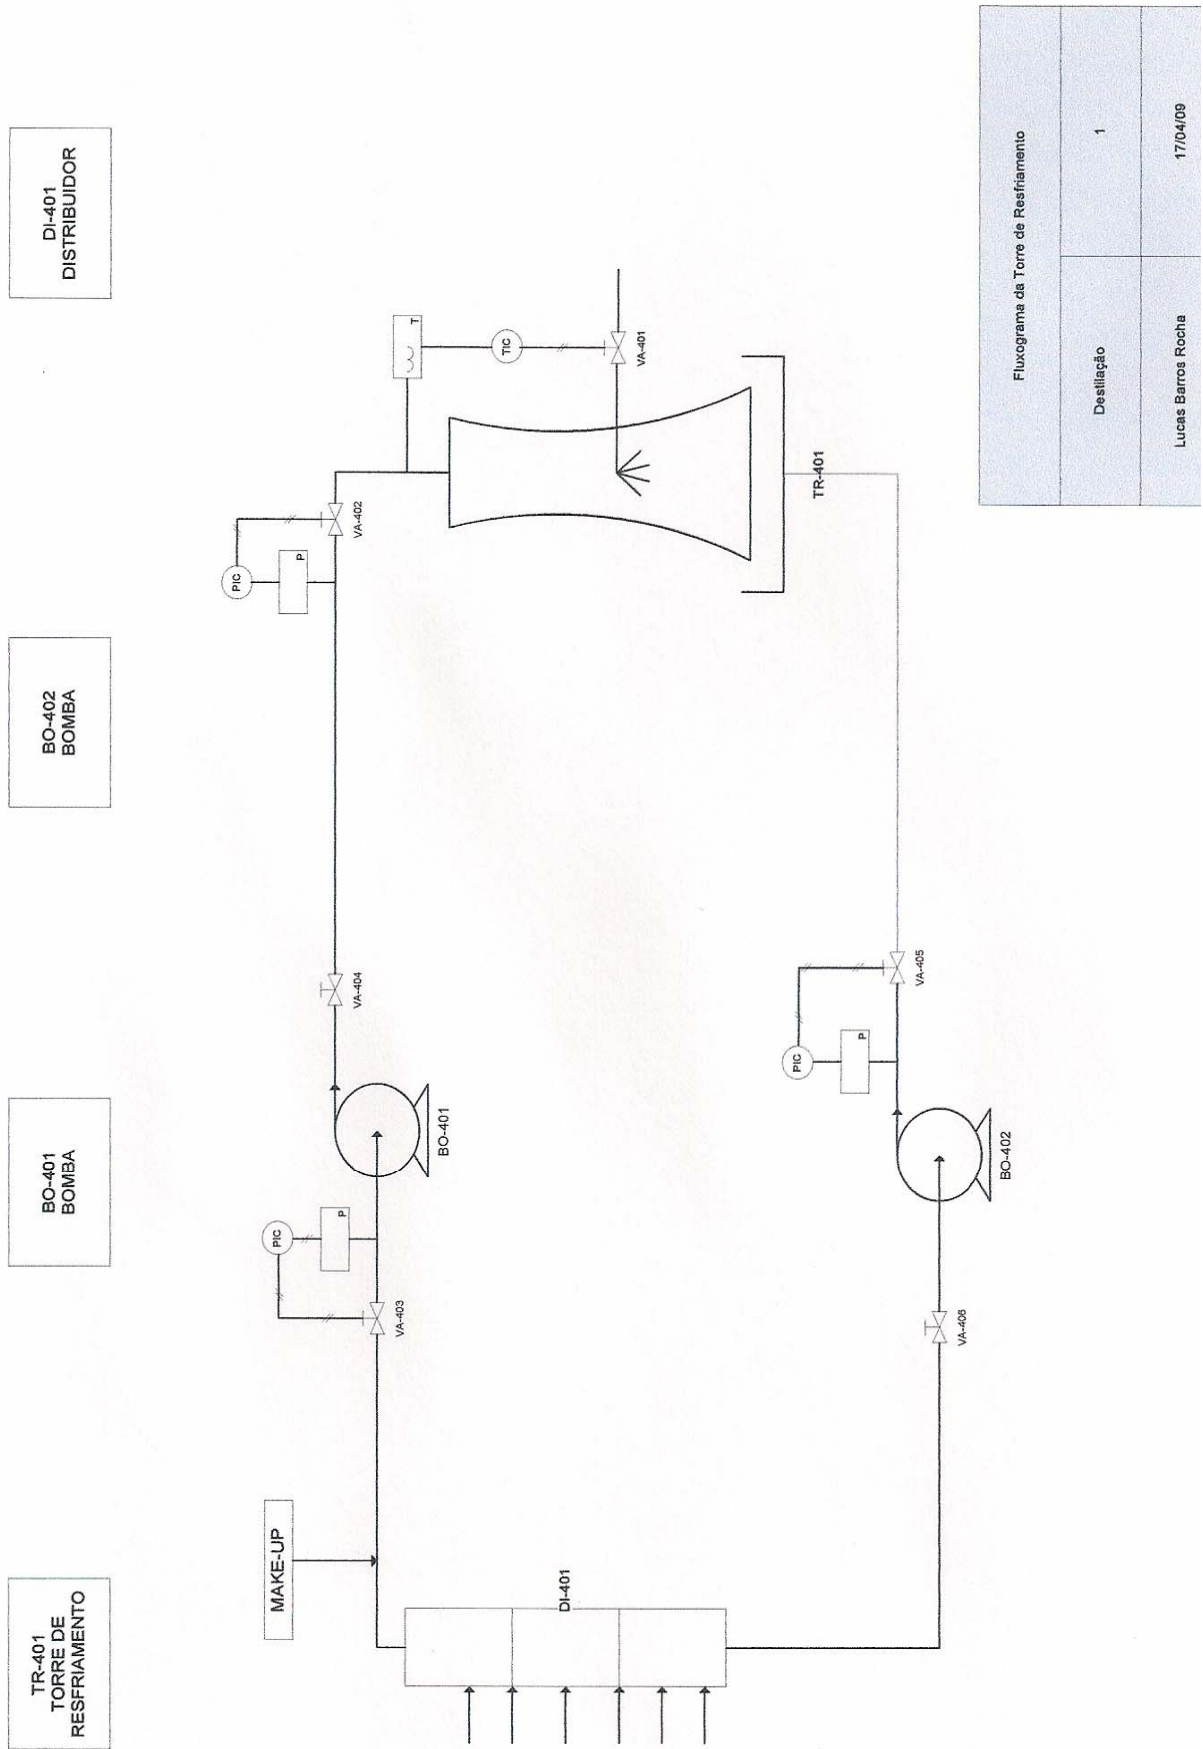 TR-401
TORRE DE
RESFRIAMENTO
BO-401
BOMBA
BO-402
BOMBA
DI-401
DISTRIBUIDOR
MAKE-UP
PIC
P
VA-403
BO-401
VA-404
PIC
P
VA-402
T
TIC
VA-401
TR-401
DI-401
PIC
P
VA-405
BO-402
VA-406
Fluxograma da Torre de Resfriamento
Destilação
1
Lucas Barros Rocha
17/04/09